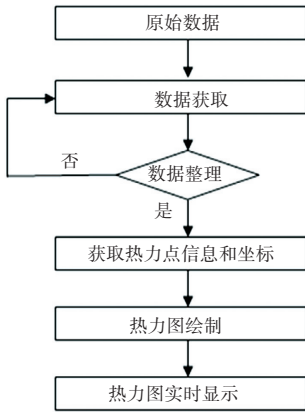 原始数据
数据获取
否
数据整理
是
获取热力点信息和坐标
热力图绘制
热力图实时显示